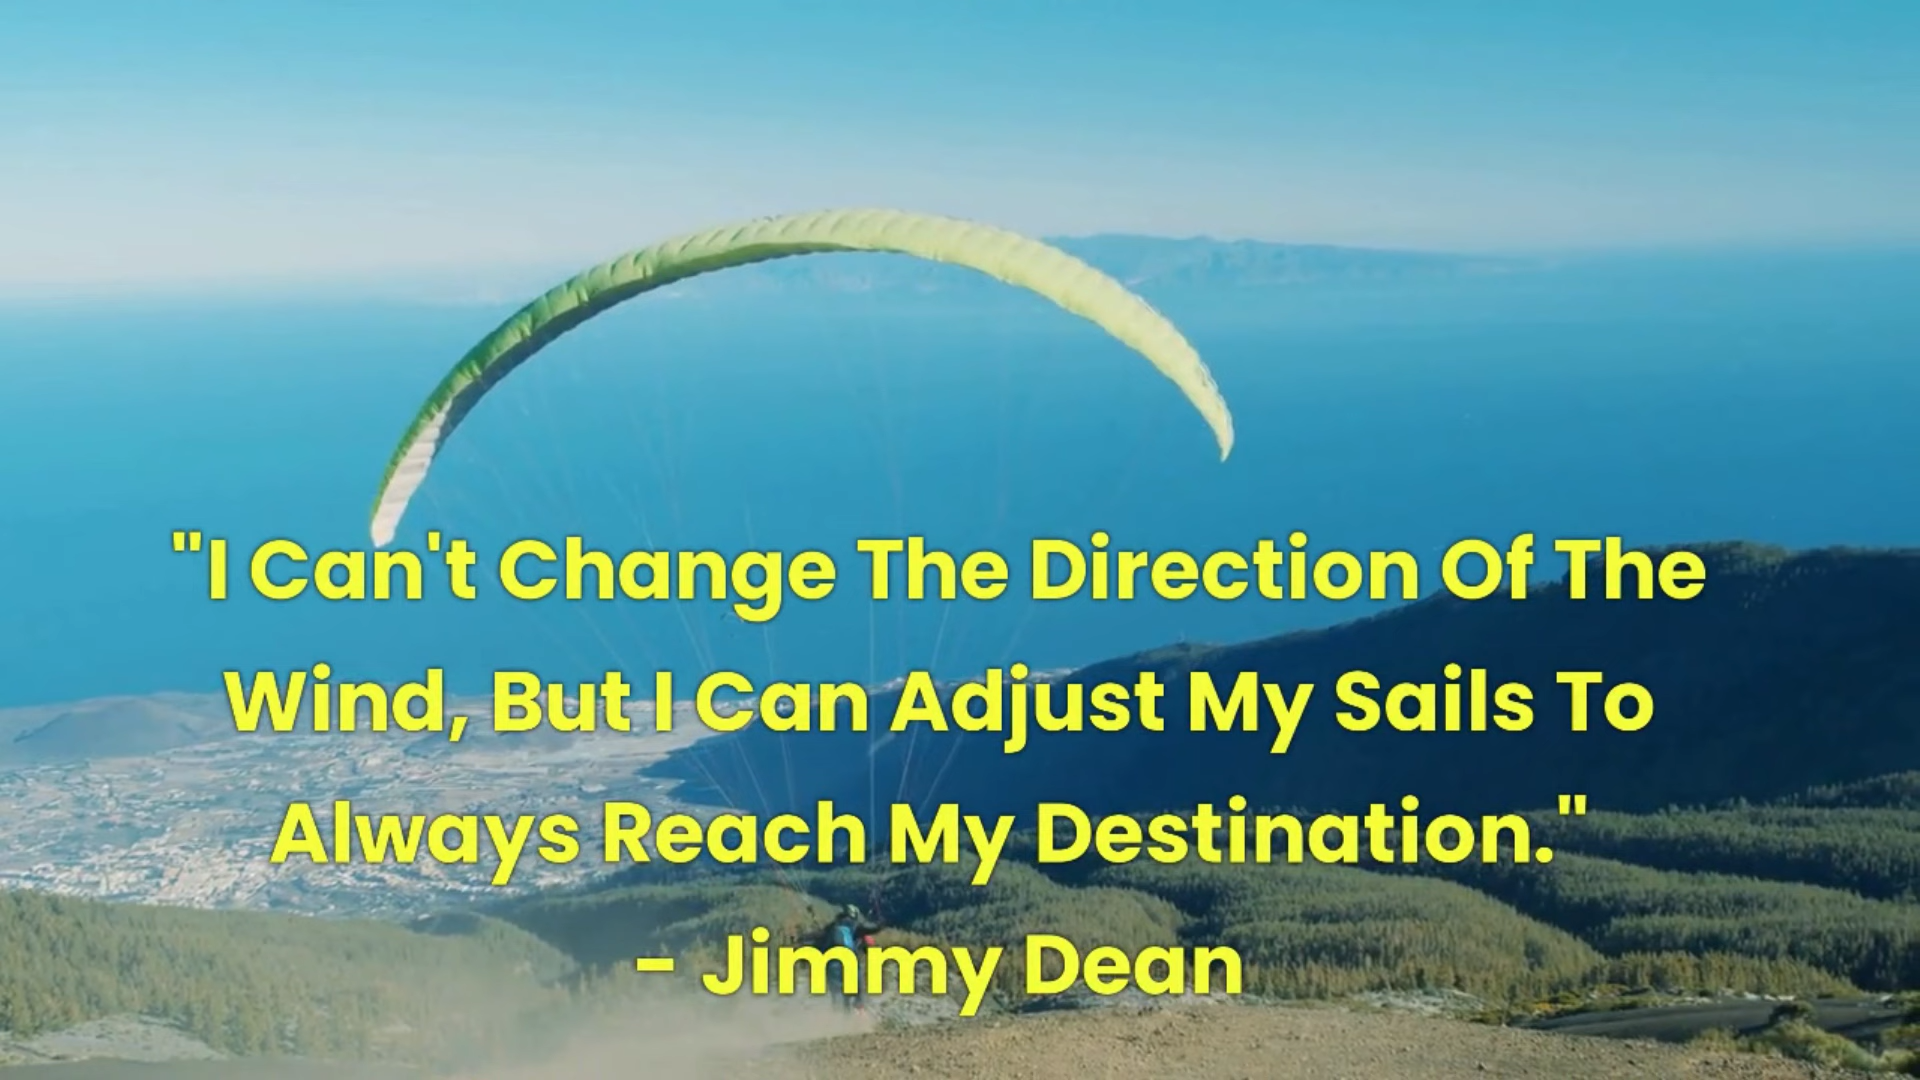 "I Can't Change The Direction Of The
Wind, But I Can Adjust My Sails To
Always Reach My Destination."
- Jimmy Dean